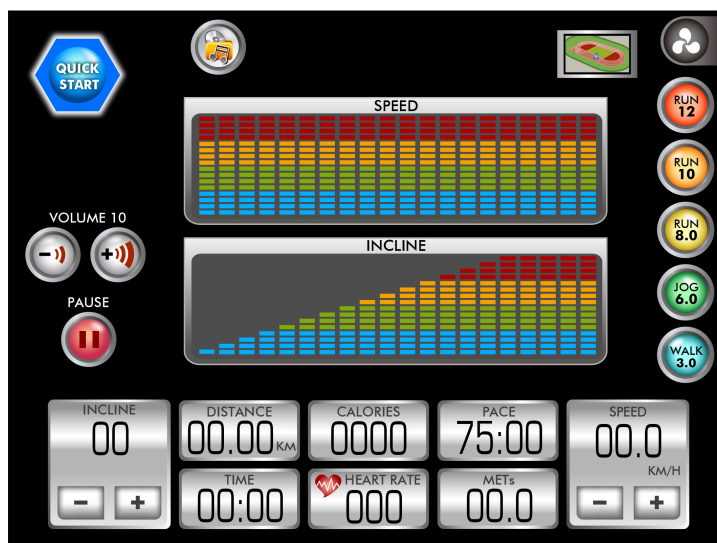 QUICK
START
SPEED
RUN
12
RUN
10
VOLUME 10
RUN
8.0
INCLINE
JOG
6.0
PAUSE
WALK
3.0
INCLINE
00
DISTANCE
00.00 KM
CALORIES
0000
PACE
75:00
SPEED
00.0
KM/H
TIME
00:00
HEART RATE
000
METs
00.0
- +
- +